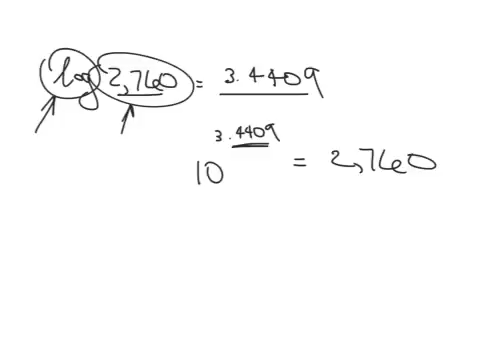 log 2,760 = 3.4409
10^3.4409 = 2,760